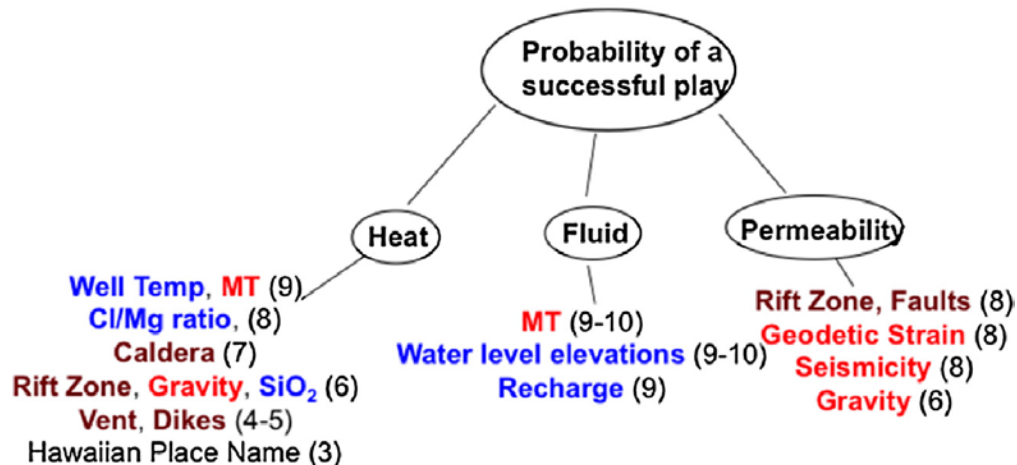 Probability of a
successful play
Heat
Fluid
Permeability
Well Temp, MT (9)
Cl/Mg ratio, (8)
Caldera (7)
Rift Zone, Gravity, SiO₂ (6)
Vent, Dikes (4-5)
Hawaiian Place Name (3)
MT (9-10)
Water level elevations (9-10)
Recharge (9)
Rift Zone, Faults (8)
Geodetic Strain (8)
Seismicity (8)
Gravity (6)